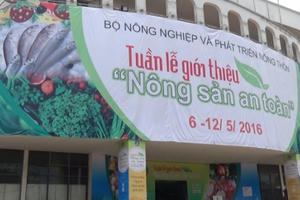 BỘ NÔNG NGHIỆP VÀ PHÁT TRIỂN NÔNG THÔN
Tuần lễ giới thiệu
"Nông sản an toàn"
6 -12/ 5/ 2016